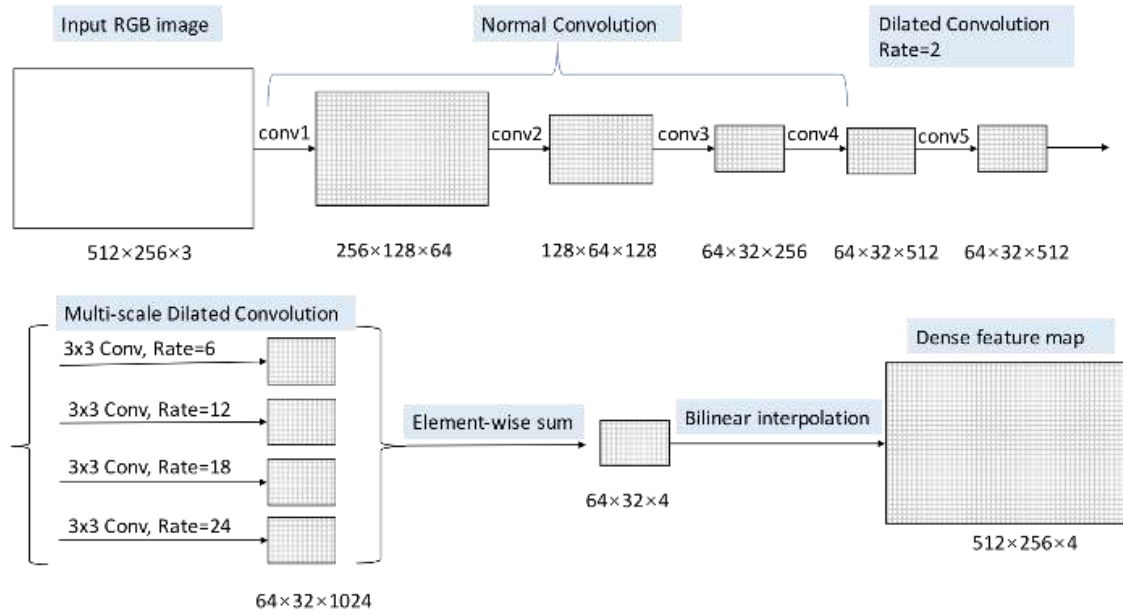 Input RGB image
Normal Convolution
Dilated Convolution
Rate=2
conv1
conv2
conv3
conv4
conv5
512×256×3
256×128×64
128×64×128
64×32×256
64×32×512
64×32×512
Multi-scale Dilated Convolution
3x3 Conv, Rate=6
3x3 Conv, Rate=12
3x3 Conv, Rate=18
3x3 Conv, Rate=24
64×32×1024
Element-wise sum
64×32×4
Bilinear interpolation
Dense feature map
512×256×4